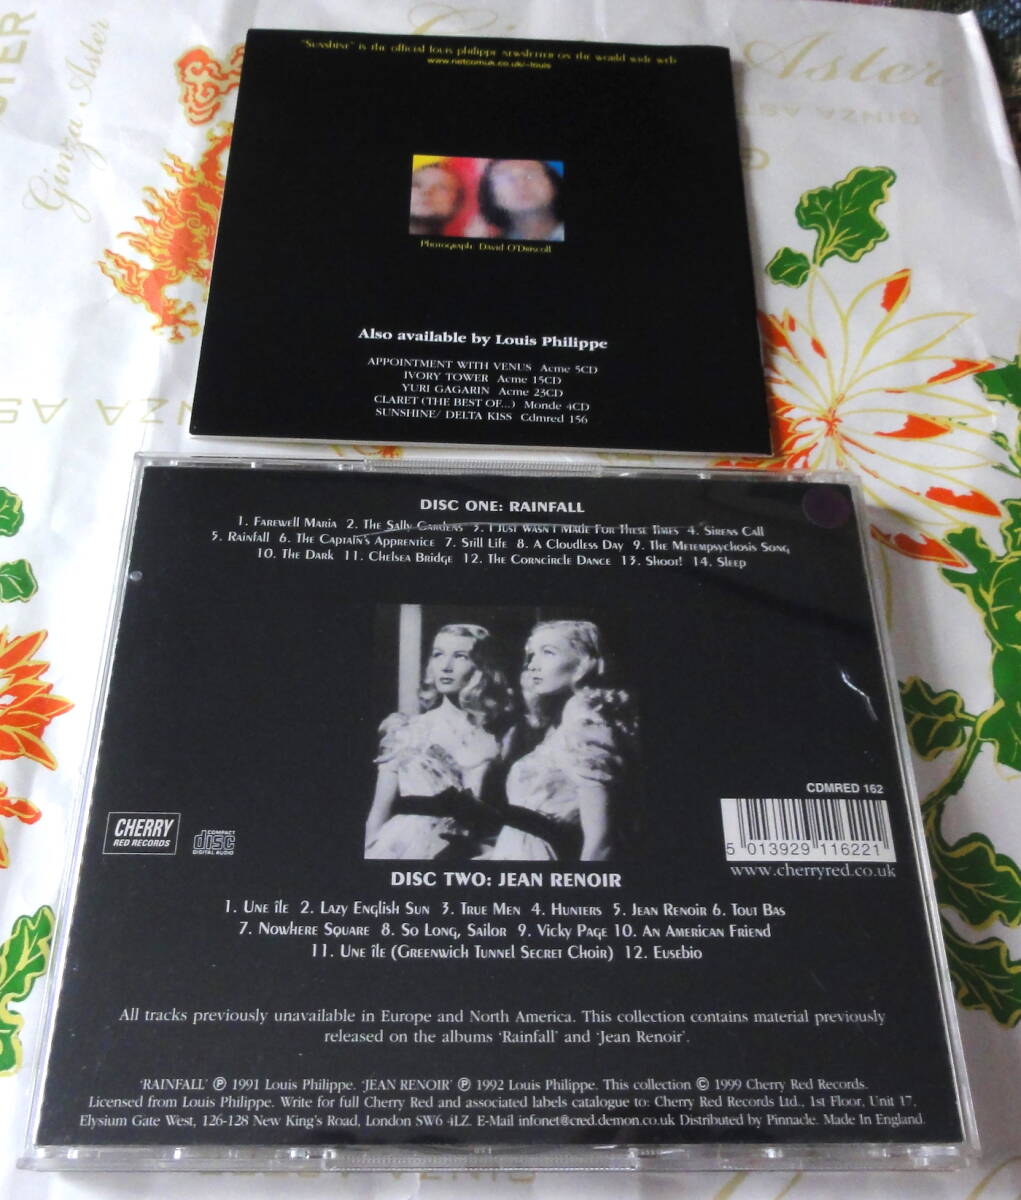 "Sunshine" is the official louis philippe newsletter on the world wide web
www.netcomuk.co.uk/~louis
Photograph David O'Driscoll
Also available by Louis Philippe
APPOINTMENT WITH VENUS Acme 5CD
IVORY TOWER Acme 15CD
YURI GAGARIN Acme 23CD
CLARET (THE BEST OF...) Monde 4CD
SUNSHINE/ DELTA KISS Cdmred 156
Ginza Aster
Aster
GINZA AS
DISC ONE: RAINFALL
1. Farewell Maria 2. The Sally Gardens 3. I Just Wasn't Made For These Times 4. Sirens Call
5. Rainfall 6. The Captain's Apprentice 7. Still Life 8. A Cloudless Day 9. The Metempsychosis Song
10. The Dark 11. Chelsea Bridge 12. The Corncircle Dance 13. Shoot! 14. Sleep
CDMRED 162
5 013929 116221
www.cherryred.co.uk
CHERRY
RED RECORDS
COMPACT
disc
DIGITAL AUDIO
DISC TWO: JEAN RENOIR
1. Une île 2. Lazy English Sun 3. True Men 4. Hunters 5. Jean Renoir 6. Tout Bas
7. Nowhere Square 8. So Long, Sailor 9. Vicky Page 10. An American Friend
11. Une île (Greenwich Tunnel Secret Choir) 12. Eusebio
All tracks previously unavailable in Europe and North America. This collection contains material previously
released on the albums 'Rainfall' and 'Jean Renoir'.
'RAINFALL' ℗ 1991 Louis Philippe. 'JEAN RENOIR' ℗ 1992 Louis Philippe. This collection © 1999 Cherry Red Records.
Licensed from Louis Philippe. Write for full Cherry Red and associated labels catalogue to: Cherry Red Records Ltd., 1st Floor, Unit 17,
Elysium Gate West, 126-128 New King's Road, London SW6 4LZ. E-Mail infonet@cred.demon.co.uk Distributed by Pinnacle. Made In England.